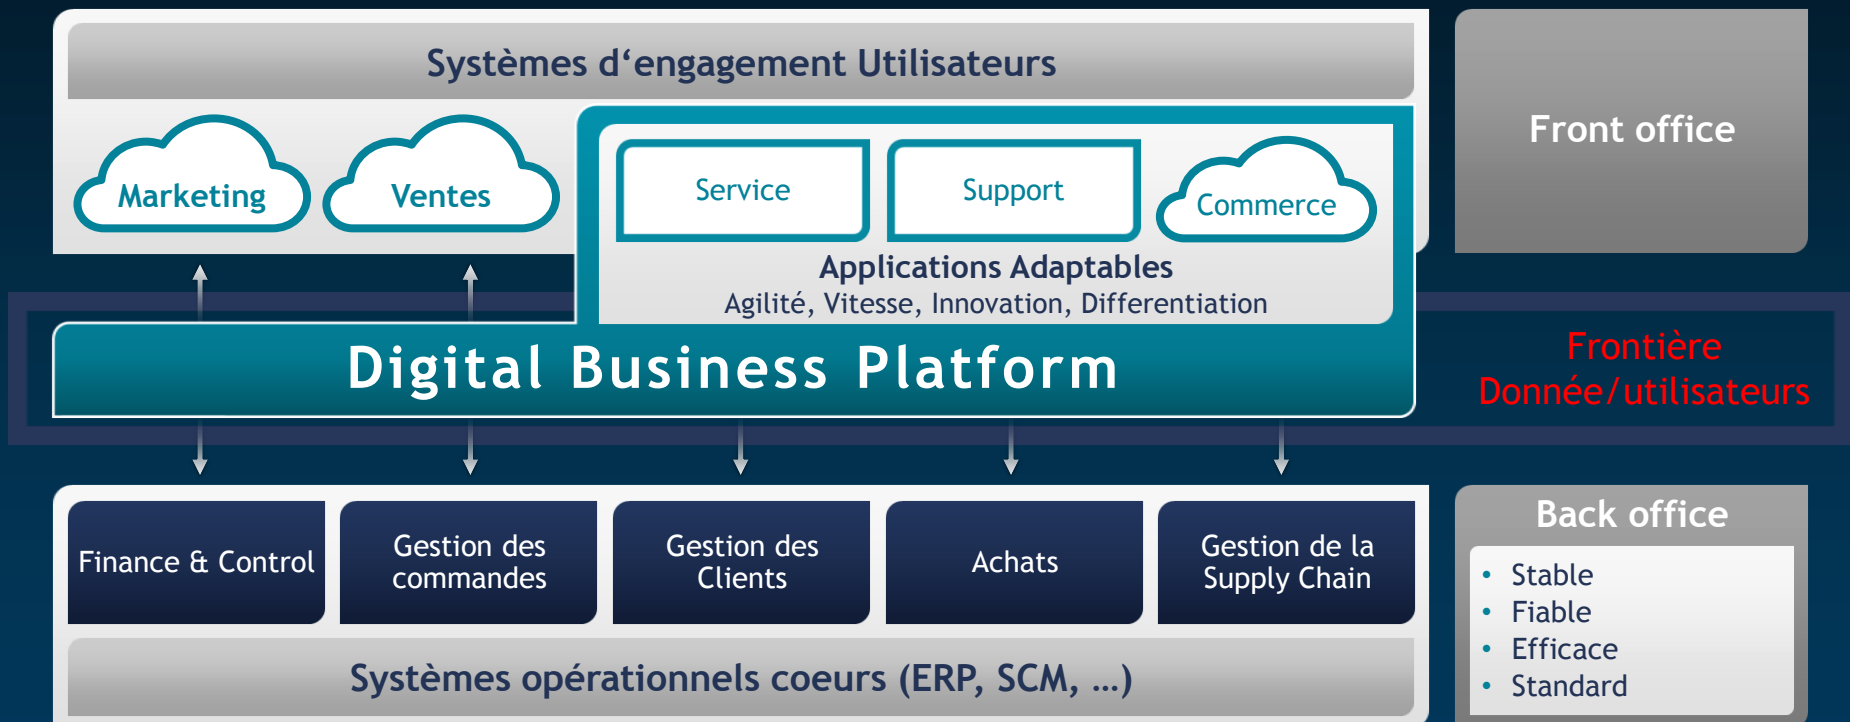 Systèmes d‘engagement Utilisateurs
Front office
Marketing
Ventes
Service
Support
Commerce
Applications Adaptables
Agilité, Vitesse, Innovation, Differentiation
Digital Business Platform
Frontière
Donnée/utilisateurs
Finance & Control
Gestion des
commandes
Gestion des
Clients
Achats
Gestion de la
Supply Chain
Systèmes opérationnels coeurs (ERP, SCM, …)
Back office
• Stable
• Fiable
• Efficace
• Standard